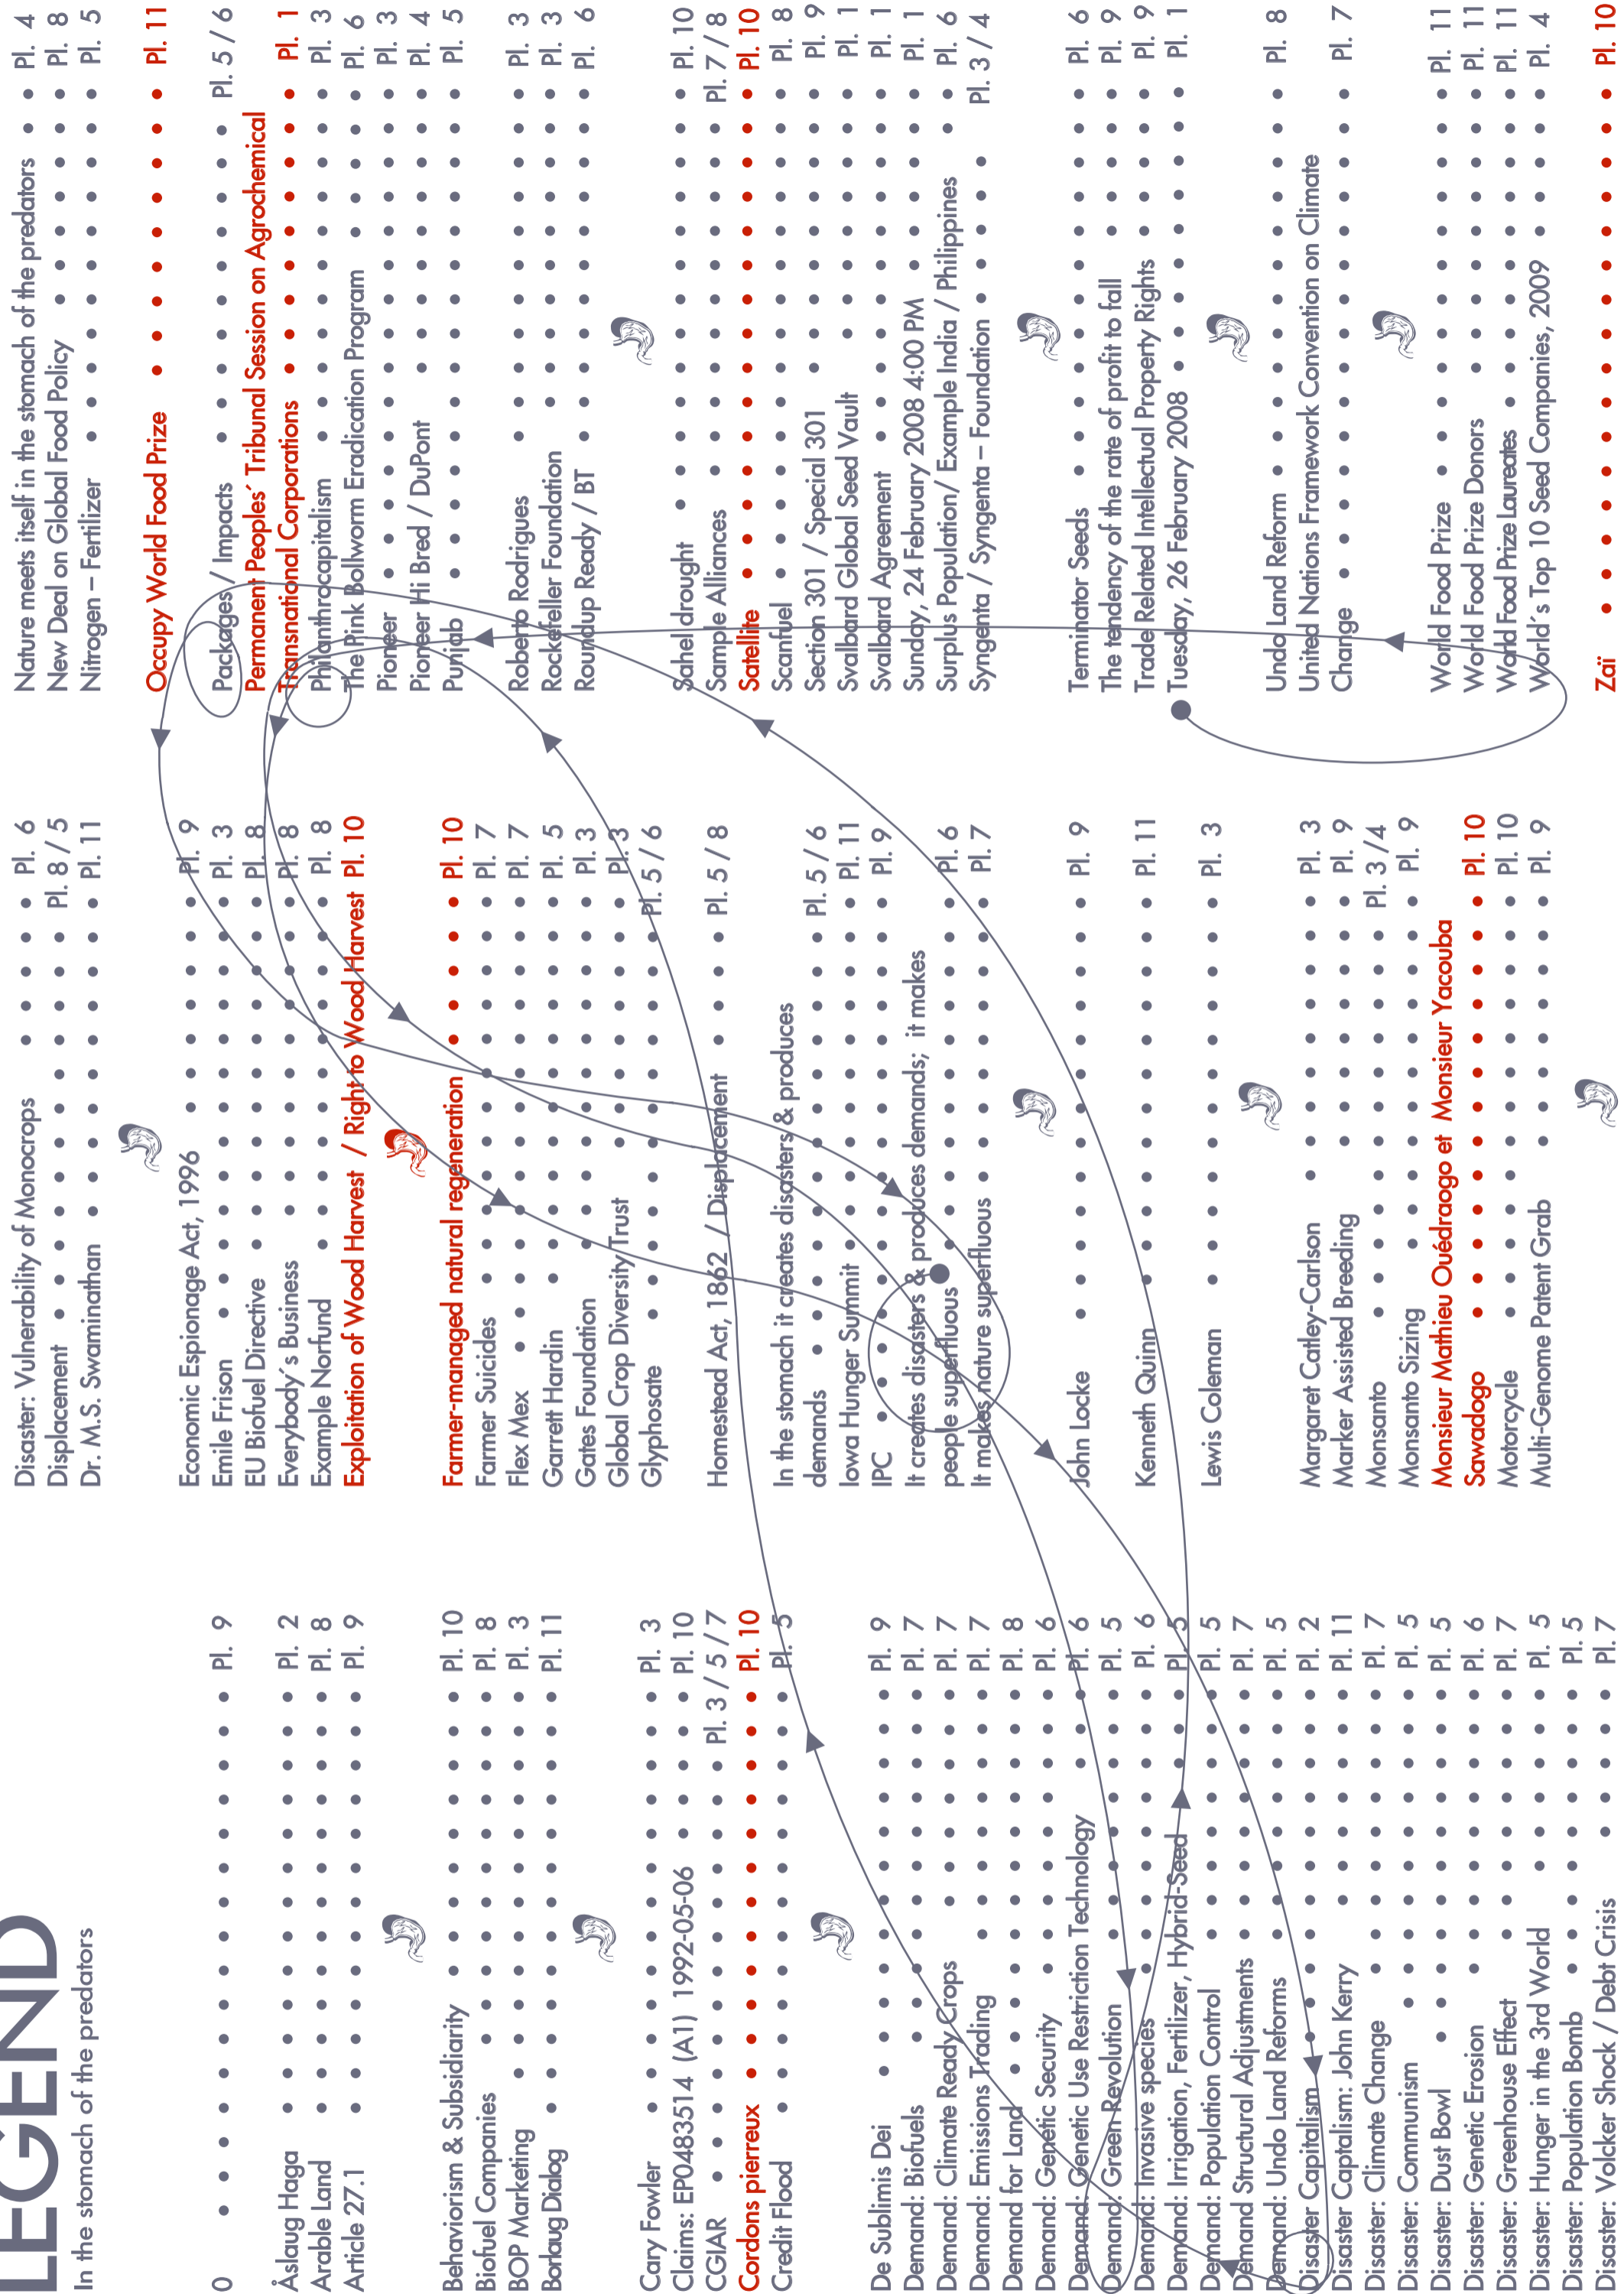 LEGEND
In the stomach of the predators
0 Pl. 9
Åslaug Haga Pl. 2
Arable Land Pl. 8
Article 27.1 Pl. 9
Behaviorism & Subsidiarity Pl. 10
Biofuel Companies Pl. 8
BOP Marketing Pl. 3
Borlaug Dialog Pl. 11
Cary Fowler Pl. 3
Claims: EP0483514 (A1) 1992-05-06 Pl. 10
CGIAR Pl. 3 / 5 / 7
Cordons pierreux Pl. 10
Credit Flood Pl. 5
De Sublimis Dei Pl. 9
Demand: Biofuels Pl. 7
Demand: Climate Ready Crops Pl. 7
Demand: Emissions Trading Pl. 7
Demand for Land Pl. 8
Demand: Genetic Security Pl. 6
Demand: Genetic Use Restriction Technology Pl. 6
Demand: Green Revolution Pl. 5
Demand: Invasive species Pl. 6
Demand: Irrigation, Fertilizer, Hybrid-Seed Pl. 5
Demand: Population Control Pl. 5
Demand Structural Adjustments Pl. 7
Demand: Undo Land Reforms Pl. 5
Disaster Capitalism Pl. 2
Disaster Captalism: John Kerry Pl. 11
Disaster: Climate Change Pl. 7
Disaster: Communism Pl. 5
Disaster: Dust Bowl Pl. 5
Disaster: Genetic Erosion Pl. 6
Disaster: Greenhouse Effect Pl. 7
Disaster: Hunger in the 3rd World Pl. 5
Disaster: Population Bomb Pl. 5
Disaster: Volcker Shock / Debt Crisis Pl. 7
Disaster: Vulnerability of Monocrops Pl. 6
Displacement Pl. 8 / 5
Dr. M.S. Swaminathan Pl. 11
Economic Espionage Act, 1996 Pl. 9
Emile Frison Pl. 3
EU Biofuel Directive Pl. 8
Everybody´s Business Pl. 8
Example Norfund Pl. 8
Exploitation of Wood Harvest / Right to Wood Harvest Pl. 10
Farmer-managed natural regeneration Pl. 10
Farmer Suicides Pl. 7
Flex Mex Pl. 7
Garrett Hardin Pl. 5
Gates Foundation Pl. 3
Global Crop Diversity Trust Pl. 3
Glyphosate Pl. 5 / 6
Homestead Act, 1862 / Displacement Pl. 5 / 8
In the stomach it creates disasters & produces
demands Pl. 5 / 6
Iowa Hunger Summit Pl. 11
IPC Pl. 9
It creates disasters & produces demands; it makes
people superfluous Pl. 6
It makes nature superfluous Pl. 7
John Locke Pl. 9
Kenneth Quinn Pl. 11
Lewis Coleman Pl. 3
Margaret Catley-Carlson Pl. 3
Marker Assisted Breeding Pl. 9
Monsanto Pl. 3 /4
Monsanto Sizing Pl. 9
Monsieur Mathieu Ouédraogo et Monsieur Yacouba
Sawadogo Pl. 10
Motorcycle Pl. 10
Multi-Genome Patent Grab Pl. 9
Nature meets itself in the stomach of the predators Pl. 4
New Deal on Global Food Policy Pl. 8
Nitrogen – Fertilizer Pl. 5
Occupy World Food Prize Pl. 11
Packages / Impacts Pl. 5 / 6
Permanent Peoples´ Tribunal Session on Agrochemical
Transnational Corporations Pl. 1
Philanthrocapitalism Pl. 3
The Pink Bollworm Eradication Program Pl. 6
Pioneer Pl. 3
Pioneer Hi Bred / DuPont Pl. 4
Punjab Pl. 5
Roberto Rodrigues Pl. 3
Rockefeller Foundation Pl. 3
Roundup Ready / BT Pl. 6
Sahel drought Pl. 10
Sample Alliances Pl. 7 / 8
Satellite Pl. 10
Scanfuel Pl. 8
Section 301 / Special 301 Pl. 9
Svalbard Global Seed Vault Pl. 1
Svalbard Agreement Pl. 1
Sunday, 24 February 2008 4:00 PM Pl. 1
Surplus Population/ Example India / Philippines Pl. 6
Syngenta / Syngenta – Foundation Pl. 3 / 4
Terminator Seeds Pl. 6
The tendency of the rate of profit to fall Pl. 9
Trade Related Intellectual Property Rights Pl. 9
Tuesday, 26 February 2008 Pl. 1
Undo Land Reform Pl. 8
United Nations Framework Convention on Climate
Change Pl. 7
World Food Prize Pl. 11
World Food Prize Donors Pl. 11
World Food Prize Laureates Pl. 11
World´s Top 10 Seed Companies, 2009 Pl. 4
Zaï Pl. 10